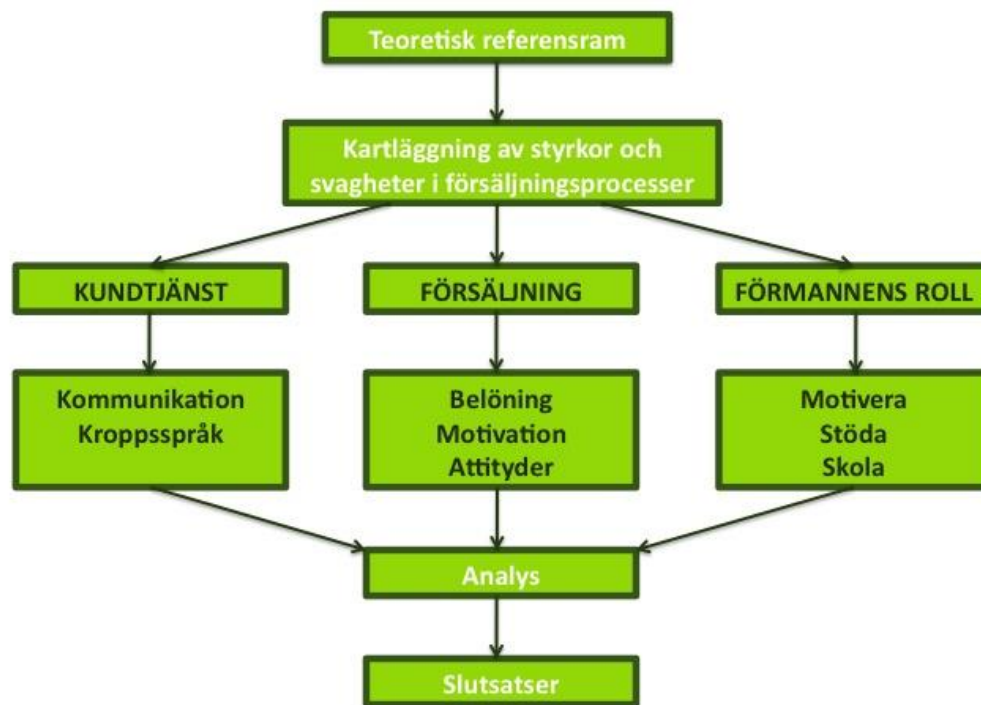 Teoretisk referensram
Kartläggning av styrkor och
svagheter i försäljningsprocesser
KUNDTJÄNST
FÖRSÄLJNING
FÖRMANNENS ROLL
Kommunikation
Kroppsspråk
Belöning
Motivation
Attityder
Motivera
Stöda
Skola
Analys
Slutsatser